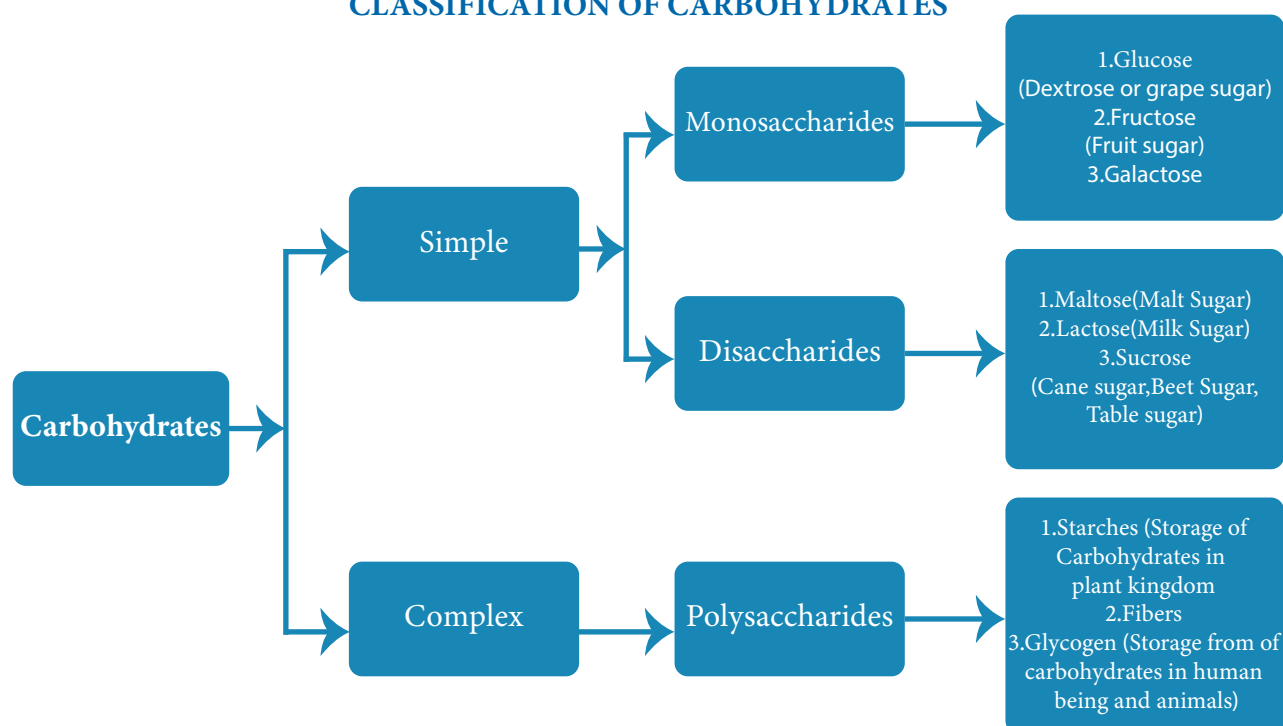 CLASSIFICATION OF CARBOHYDRATES
Carbohydrates
Simple
Complex
Monosaccharides
Disaccharides
Polysaccharides
1.Glucose
(Dextrose or grape sugar)
2.Fructose
(Fruit sugar)
3.Galactose
1.Maltose(Malt Sugar)
2.Lactose(Milk Sugar)
3.Sucrose
(Cane sugar,Beet Sugar,
Table sugar)
1.Starches (Storage of
Carbohydrates in
plant kingdom
2.Fibers
3.Glycogen (Storage from of
carbohydrates in human
being and animals)